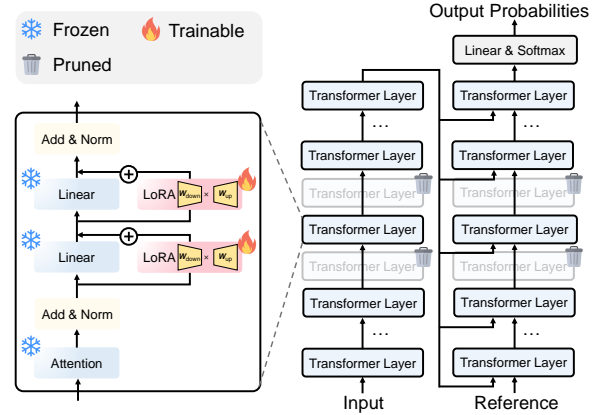 Frozen
Trainable
Pruned
Add & Norm
Linear
LoRA W_down × W_up
Linear
LoRA W_down × W_up
Add & Norm
Attention
Transformer Layer
...
Transformer Layer
Transformer Layer
Transformer Layer
Transformer Layer
Transformer Layer
...
Transformer Layer
Input
Output Probabilities
Linear & Softmax
Transformer Layer
...
Transformer Layer
Transformer Layer
Transformer Layer
Transformer Layer
Transformer Layer
...
Transformer Layer
Reference